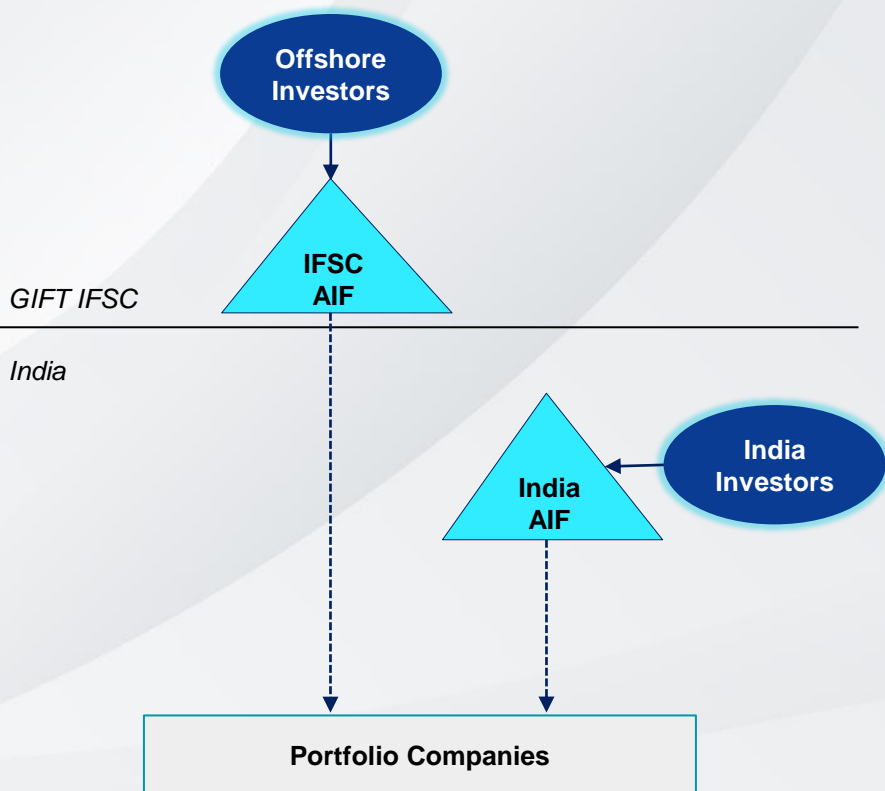 Offshore
Investors
IFSC
AIF
GIFT IFSC
India
India
Investors
India
AIF
Portfolio Companies